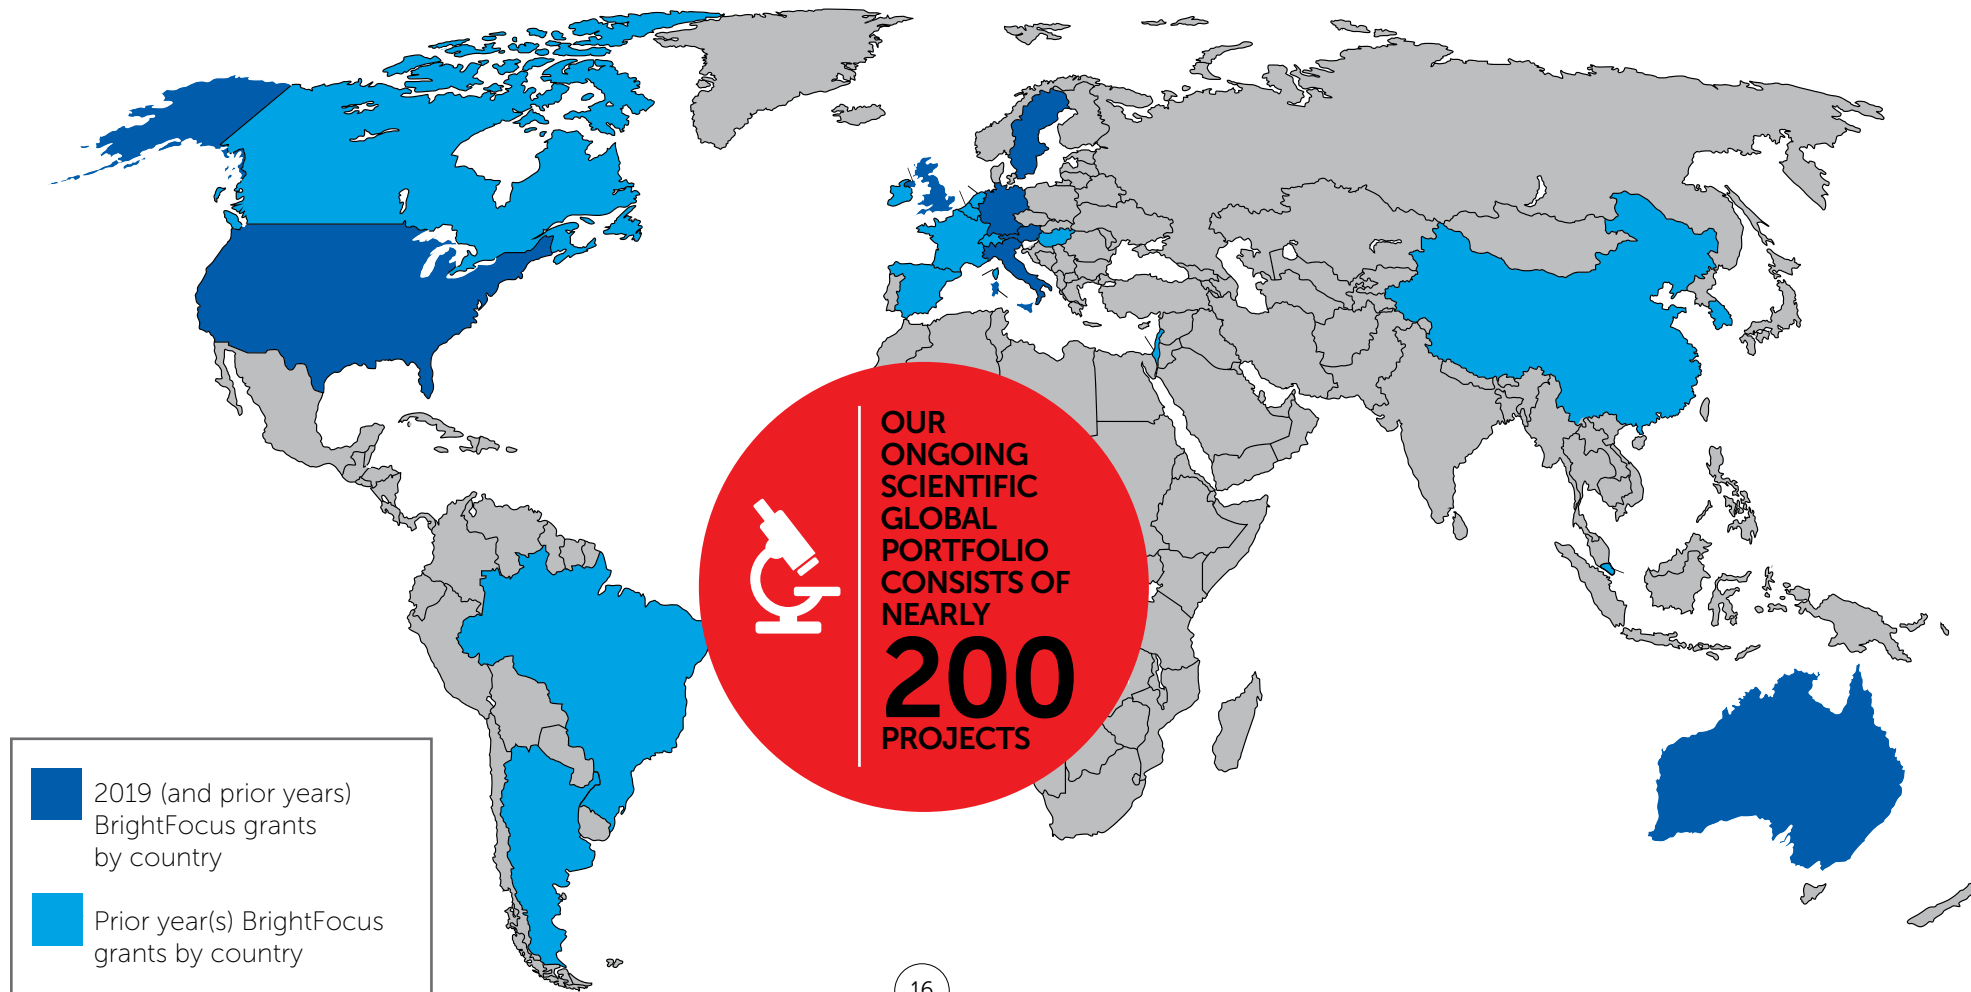 OUR
ONGOING
SCIENTIFIC
GLOBAL
PORTFOLIO
CONSISTS OF
NEARLY
200
PROJECTS
2019 (and prior years)
BrightFocus grants
by country
Prior year(s) BrightFocus
grants by country
16